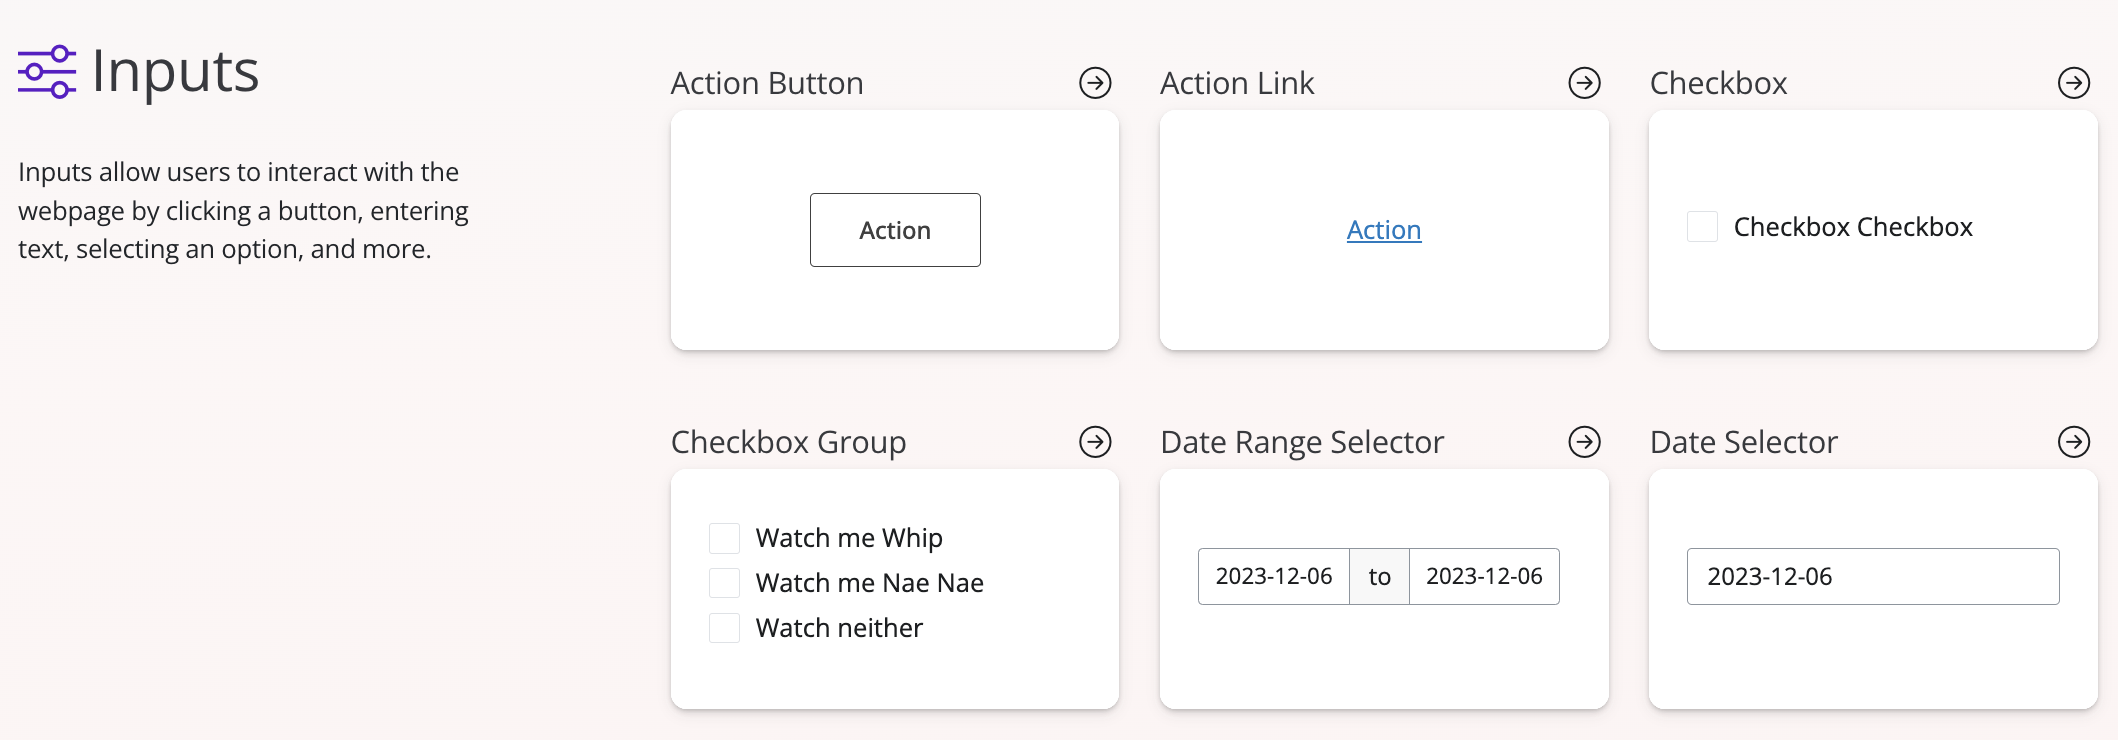 Inputs
Inputs allow users to interact with the
webpage by clicking a button, entering
text, selecting an option, and more.
Action Button
Action
Action Link
Action
Checkbox
Checkbox Checkbox
Checkbox Group
Watch me Whip
Watch me Nae Nae
Watch neither
Date Range Selector
2023-12-06 to 2023-12-06
Date Selector
2023-12-06